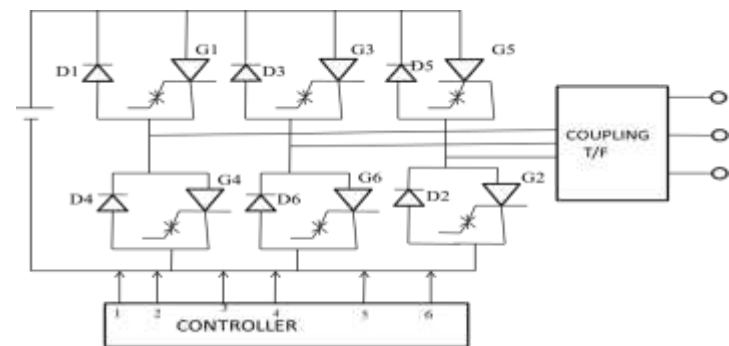 G1 G3 G5
D1 D3 D5
COUPLING
T/F
G4 G6 G2
D4 D6 D2
1 2 3 4 5 6
CONTROLLER